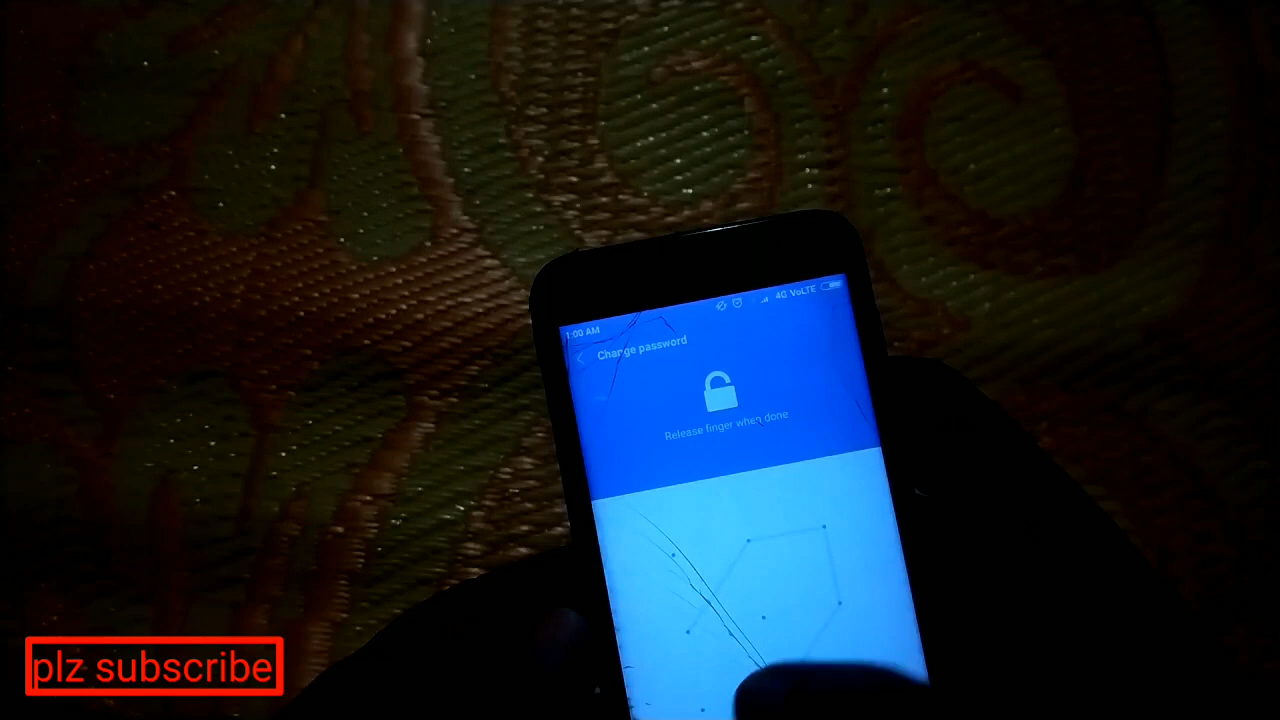 1:00 AM 4G VoLTE
Change password
Release finger when done
plz subscribe